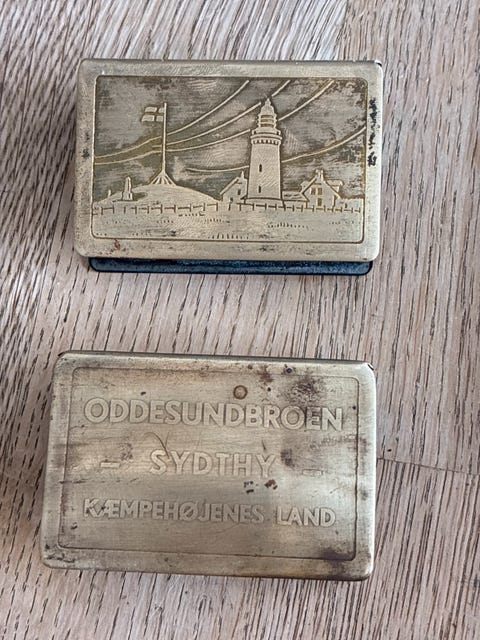 ODDESUNDBROEN
- SYDTHY -
KÆMPEHØJENES LAND